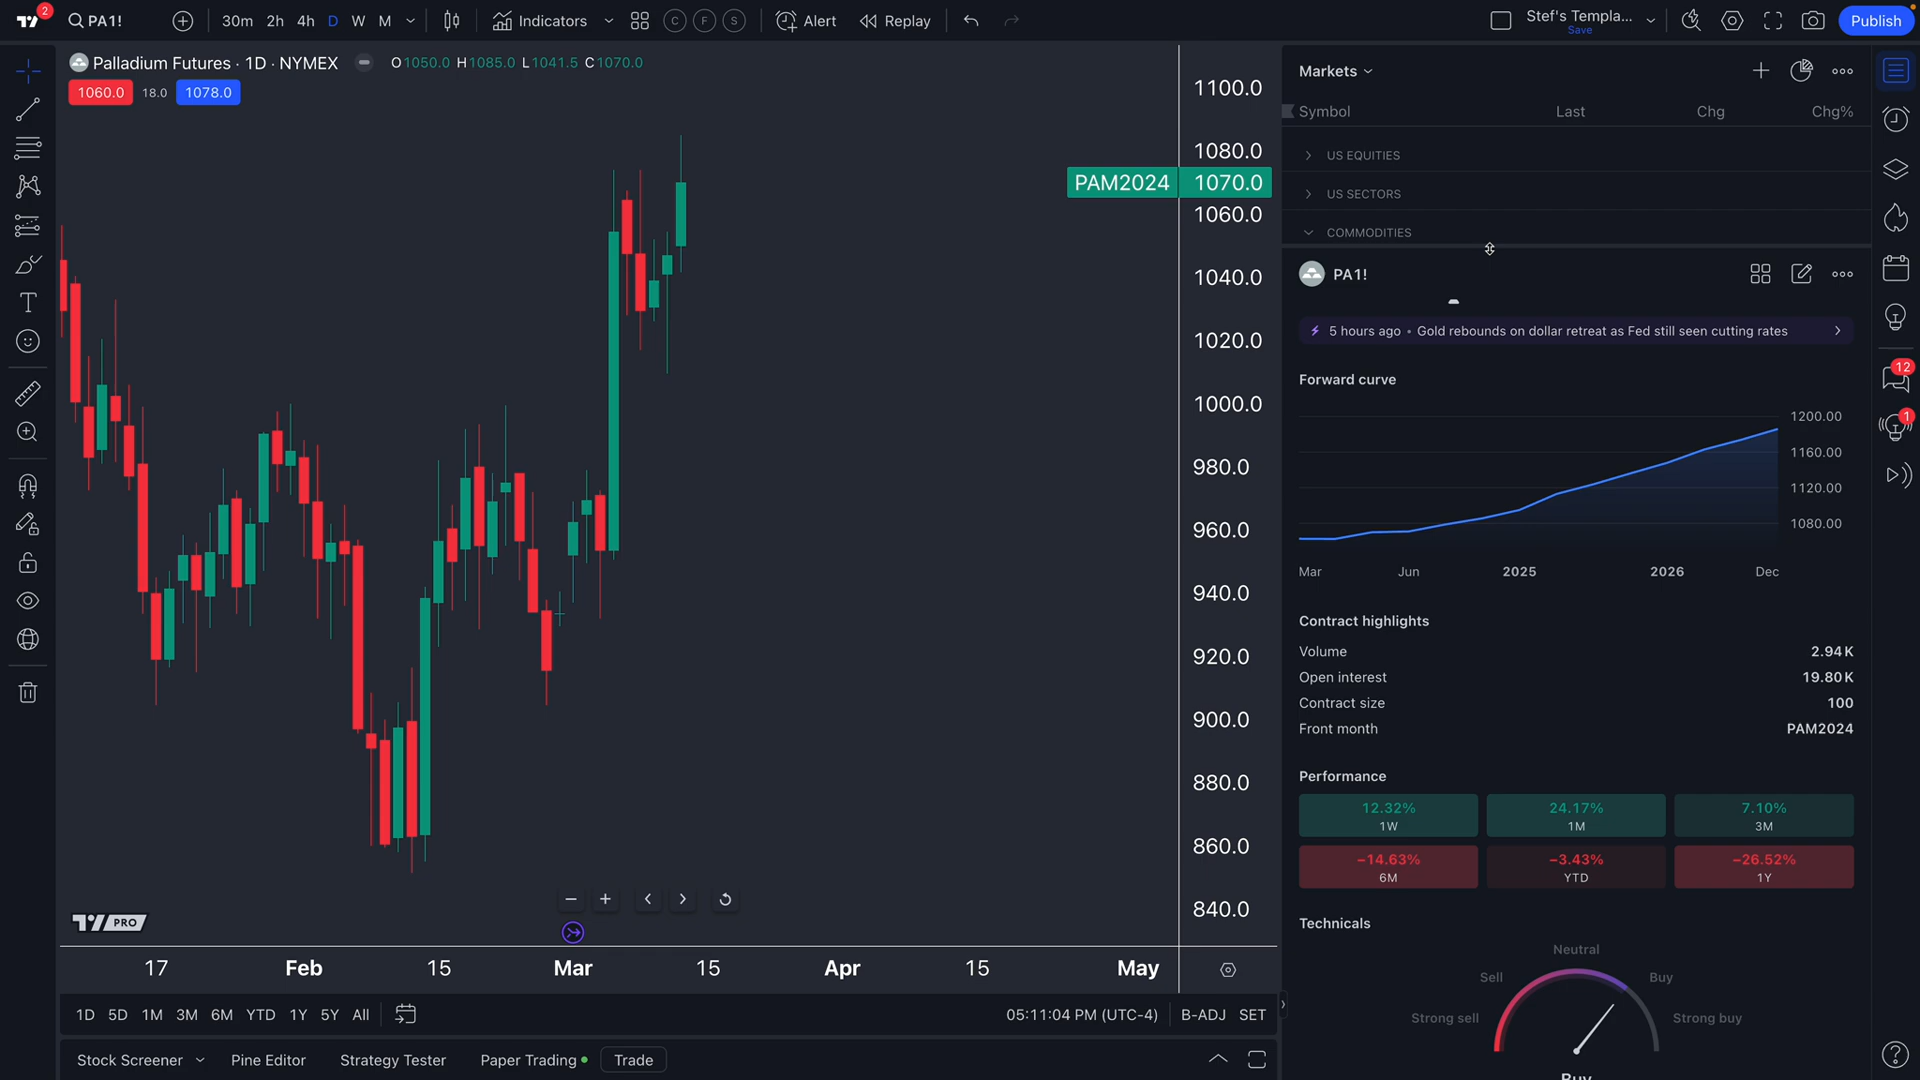 2
PA1!
30m 2h 4h D W M
Indicators
C F S
Alert
Replay
Stef's Templa...
Save
Publish
Palladium Futures · 1D · NYMEX
O1050.0 H1085.0 L1041.5 C1070.0
1060.0 18.0 1078.0
1100.0
1080.0
PAM2024 1070.0
1060.0
1040.0
1020.0
1000.0
980.0
960.0
940.0
920.0
900.0
880.0
860.0
840.0
PRO
17 Feb 15 Mar 15 Apr 15 May
1D 5D 1M 3M 6M YTD 1Y 5Y All
05:11:04 PM (UTC-4)
B-ADJ SET
Stock Screener
Pine Editor
Strategy Tester
Paper Trading
Trade
Markets
Symbol Last Chg Chg%
US EQUITIES
US SECTORS
COMMODITIES
PA1!
5 hours ago • Gold rebounds on dollar retreat as Fed still seen cutting rates
Forward curve
1200.00
1160.00
1120.00
1080.00
Mar Jun 2025 2026 Dec
Contract highlights
Volume 2.94K
Open interest 19.80K
Contract size 100
Front month PAM2024
Performance
12.32% 24.17% 7.10%
1W 1M 3M
−14.63% −3.43% −26.52%
6M YTD 1Y
Technicals
Neutral
Sell Buy
Strong sell Strong buy
Buy
12
1